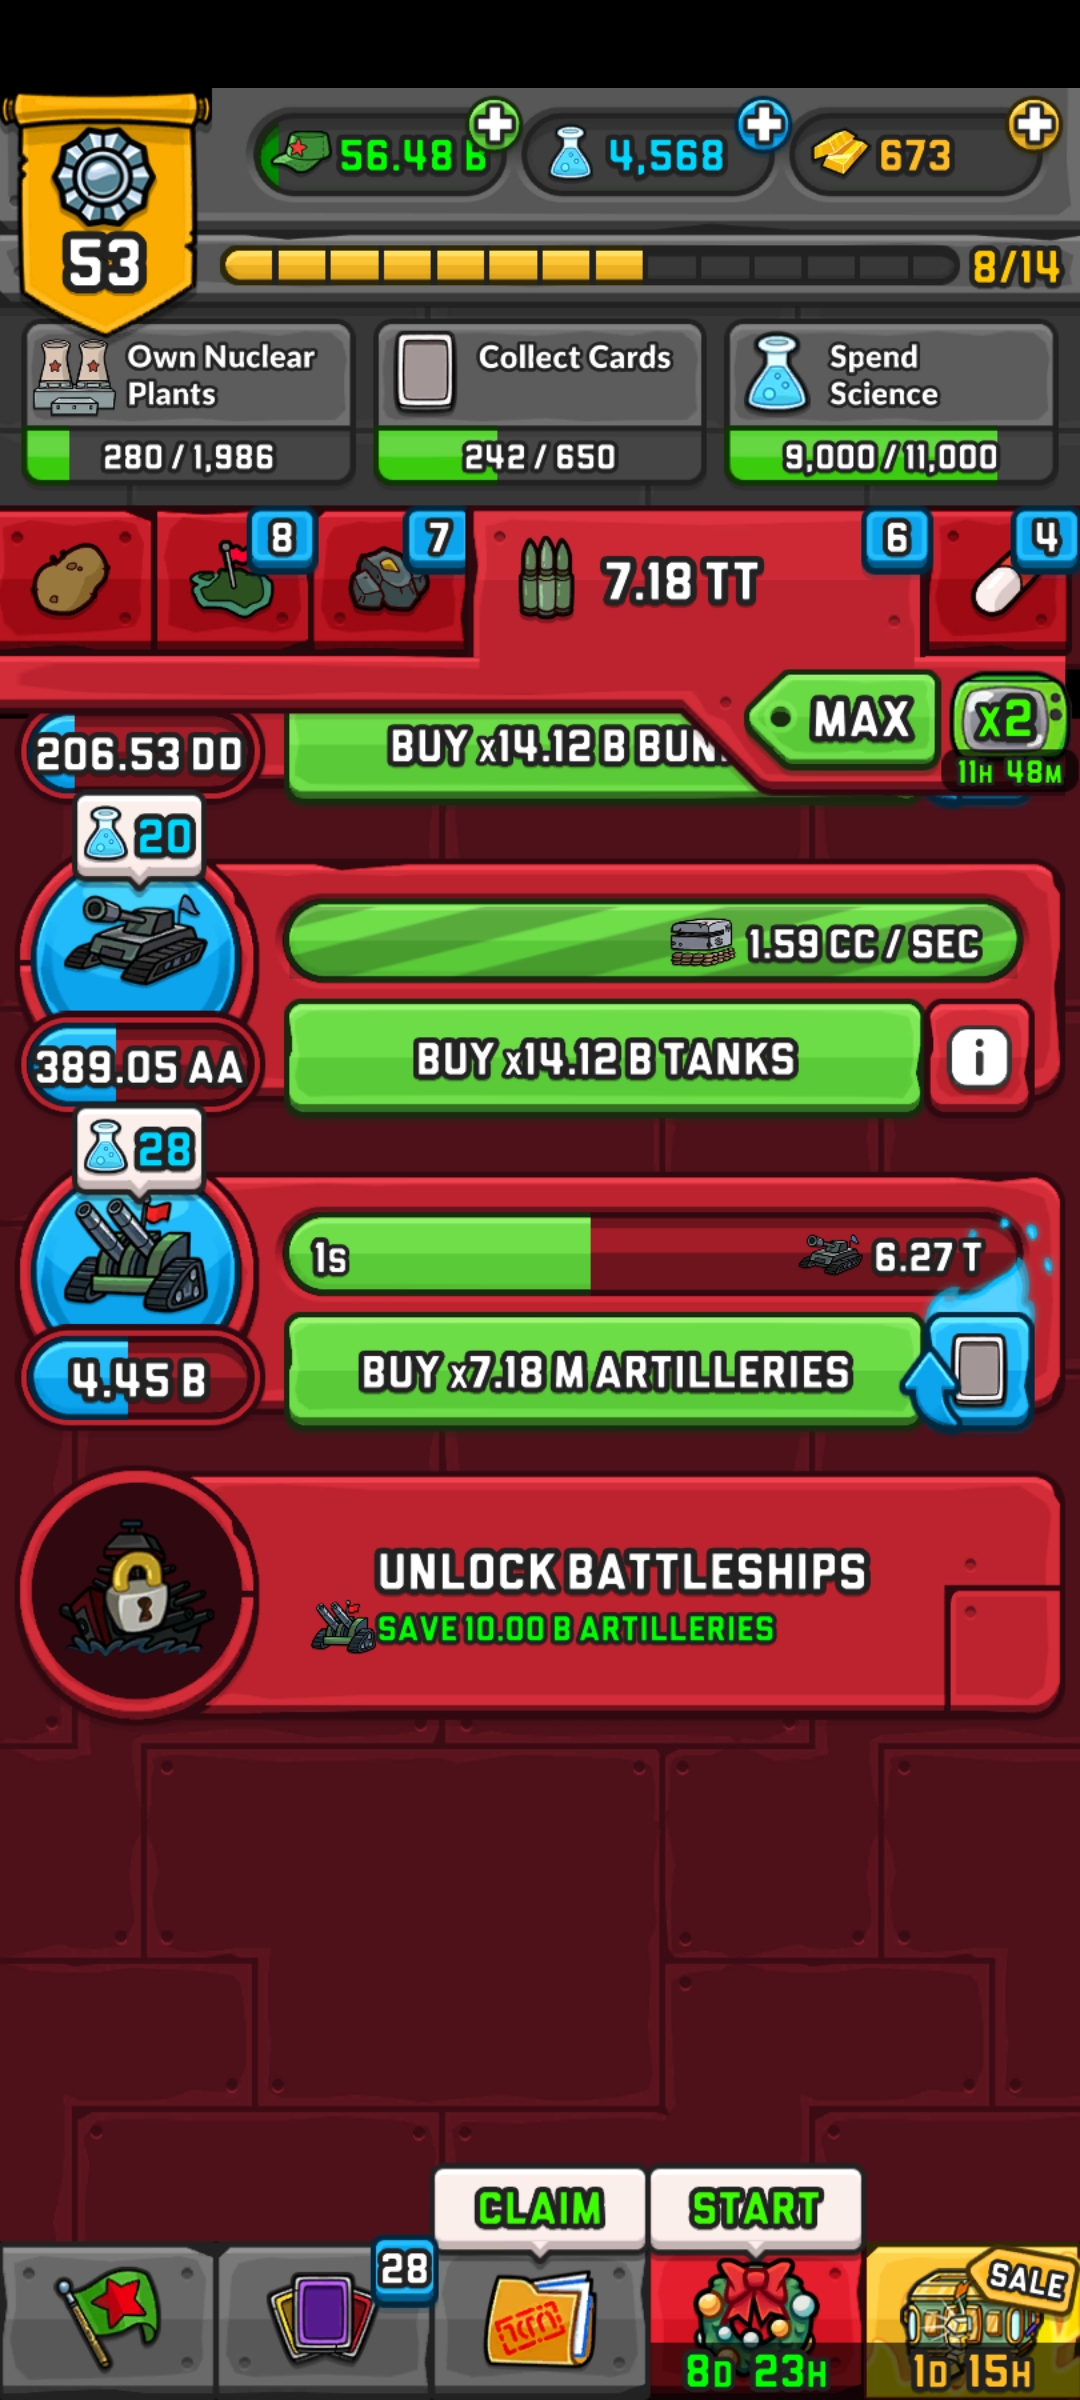 56.48 B
4,568
673
53
8/14
Own Nuclear
Plants
280 / 1,986
Collect Cards
242 / 650
Spend
Science
9,000 / 11,000
8
7
7.18 TT
6
4
MAX
x2
11H 48M
206.53 DD
BUY x14.12 B BUN
20
1.59 CC / SEC
389.05 AA
BUY x14.12 B TANKS
i
28
1s
6.27 T
4.45 B
BUY x7.18 M ARTILLERIES
UNLOCK BATTLESHIPS
SAVE 10.00 B ARTILLERIES
CLAIM
START
28
SALE
8D 23H
1D 15H